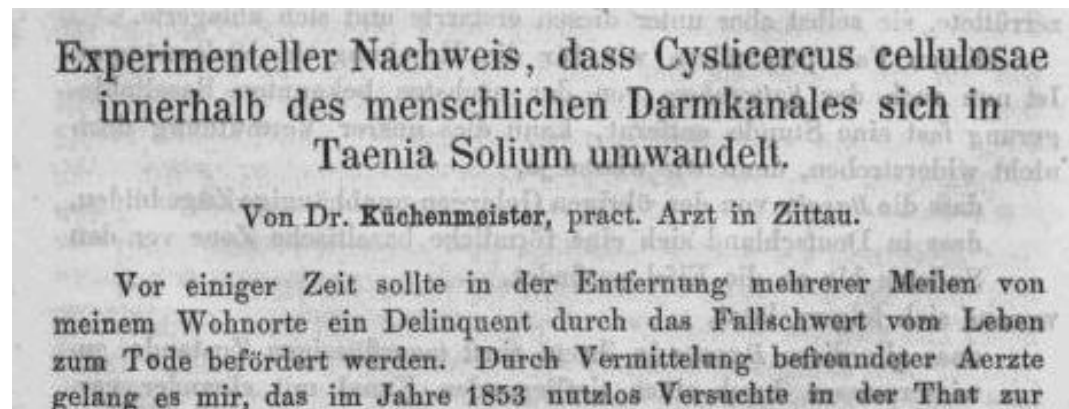 Experimenteller Nachweis, dass Cysticercus cellulosae
innerhalb des menschlichen Darmkanales sich in
Taenia Solium umwandelt.
Von Dr. Küchenmeister, pract. Arzt in Zittau.
Vor einiger Zeit sollte in der Entfernung mehrerer Meilen von
meinem Wohnorte ein Delinquent durch das Fallschwert vom Leben
zum Tode befördert werden. Durch Vermittelung befreundeter Aerzte
gelang es mir, das im Jahre 1853 nutzlos Versuchte in der That zur